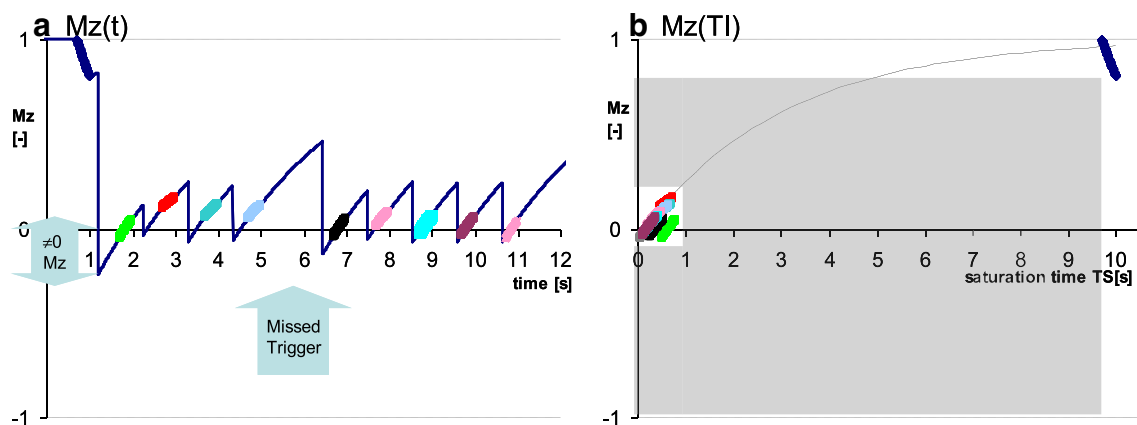 a Mz(t)
1
Mz
[-]
0
≠0
Mz
1 2 3 4 5 6 7 8 9 10 11 12
time [s]
Missed
Trigger
-1
b Mz(TI)
1
Mz
[-]
0
0 1 2 3 4 5 6 7 8 9 10
saturation time TS[s]
-1